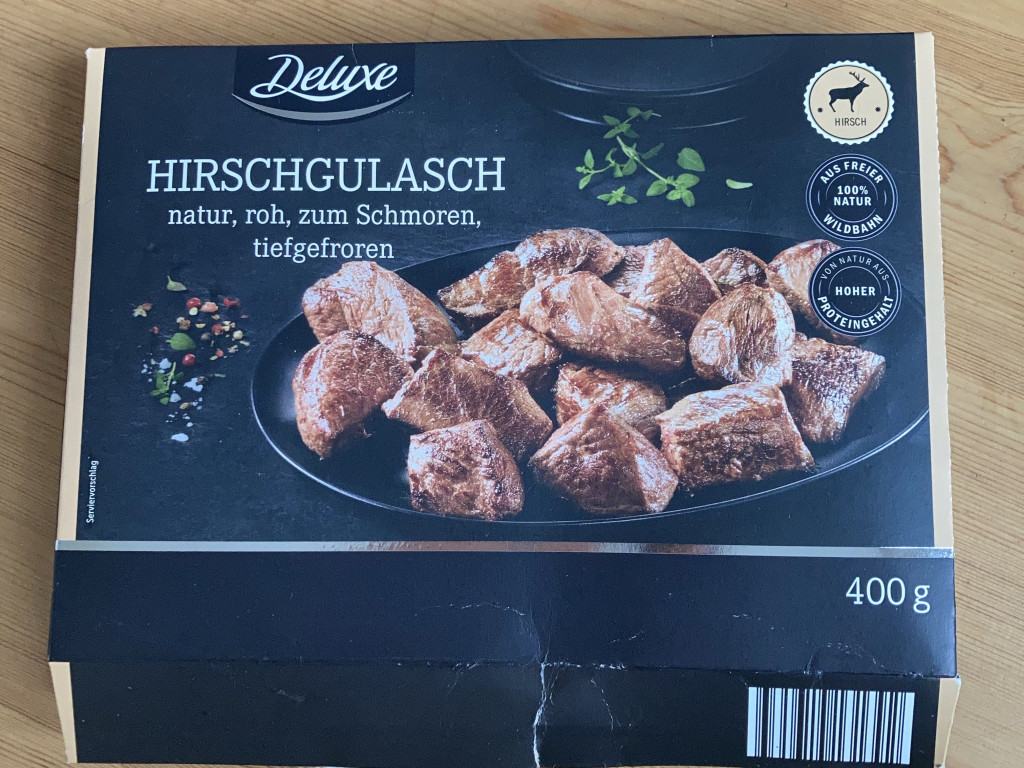 Deluxe
HIRSCHGULASCH
natur, roh, zum Schmoren,
tiefgefroren
HIRSCH
AUS FREIER
100%
NATUR
WILDBAHN
VON NATUR AUS
HOHER
PROTEINGEHALT
Serviervorschlag
400 g